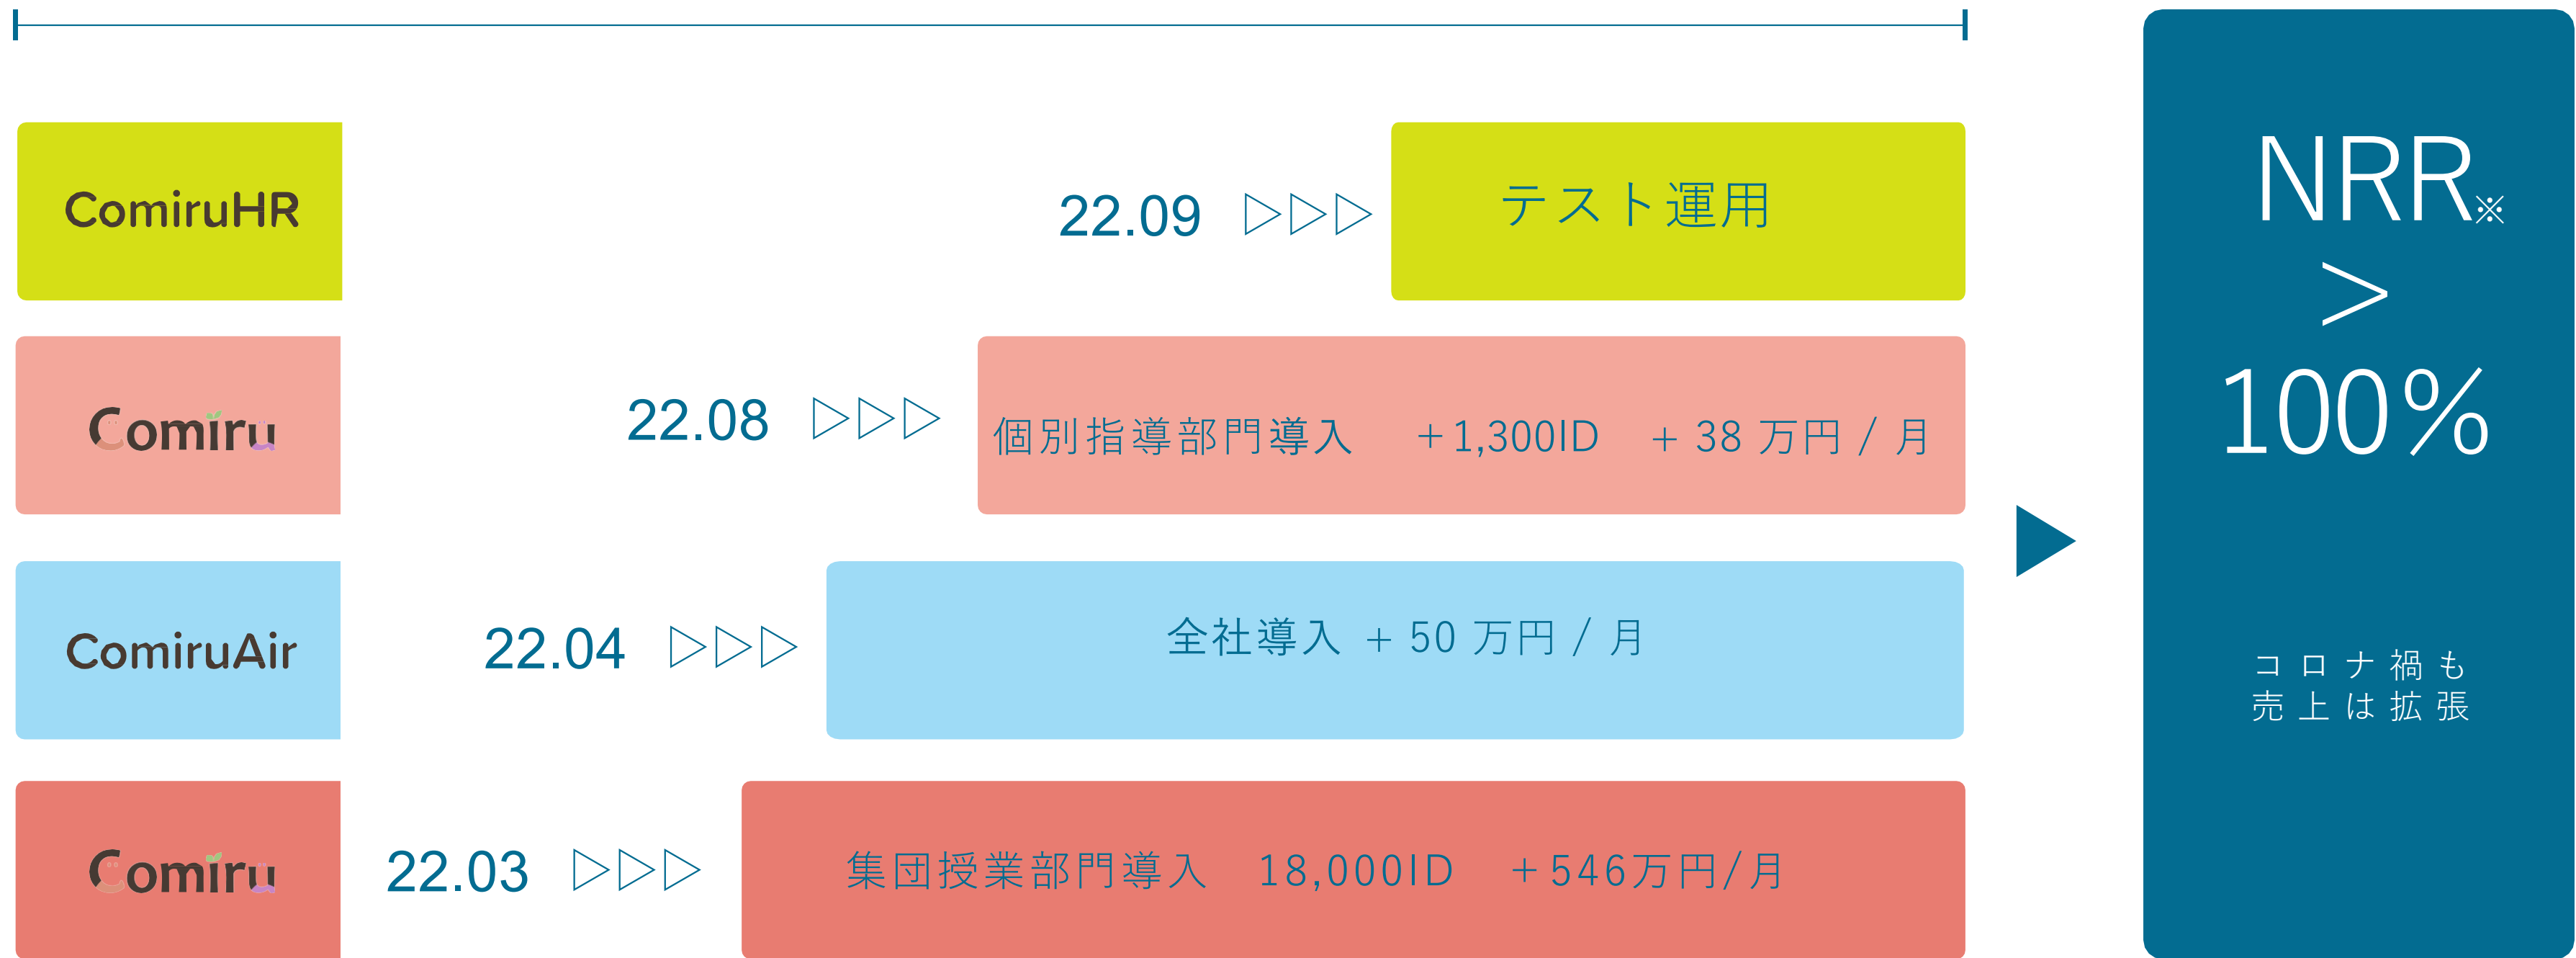 ComiruHR
22.09 ▷▷▷ テスト運用
Comiru
22.08 ▷▷▷ 個別指導部門導入 +1,300ID + 38 万円 / 月
ComiruAir
22.04 ▷▷▷ 全社導入 + 50 万円 / 月
Comiru
22.03 ▷▷▷ 集団授業部門導入 18,000ID +546万円/月
NRR※
>
100%
コロナ禍も
売上は拡張